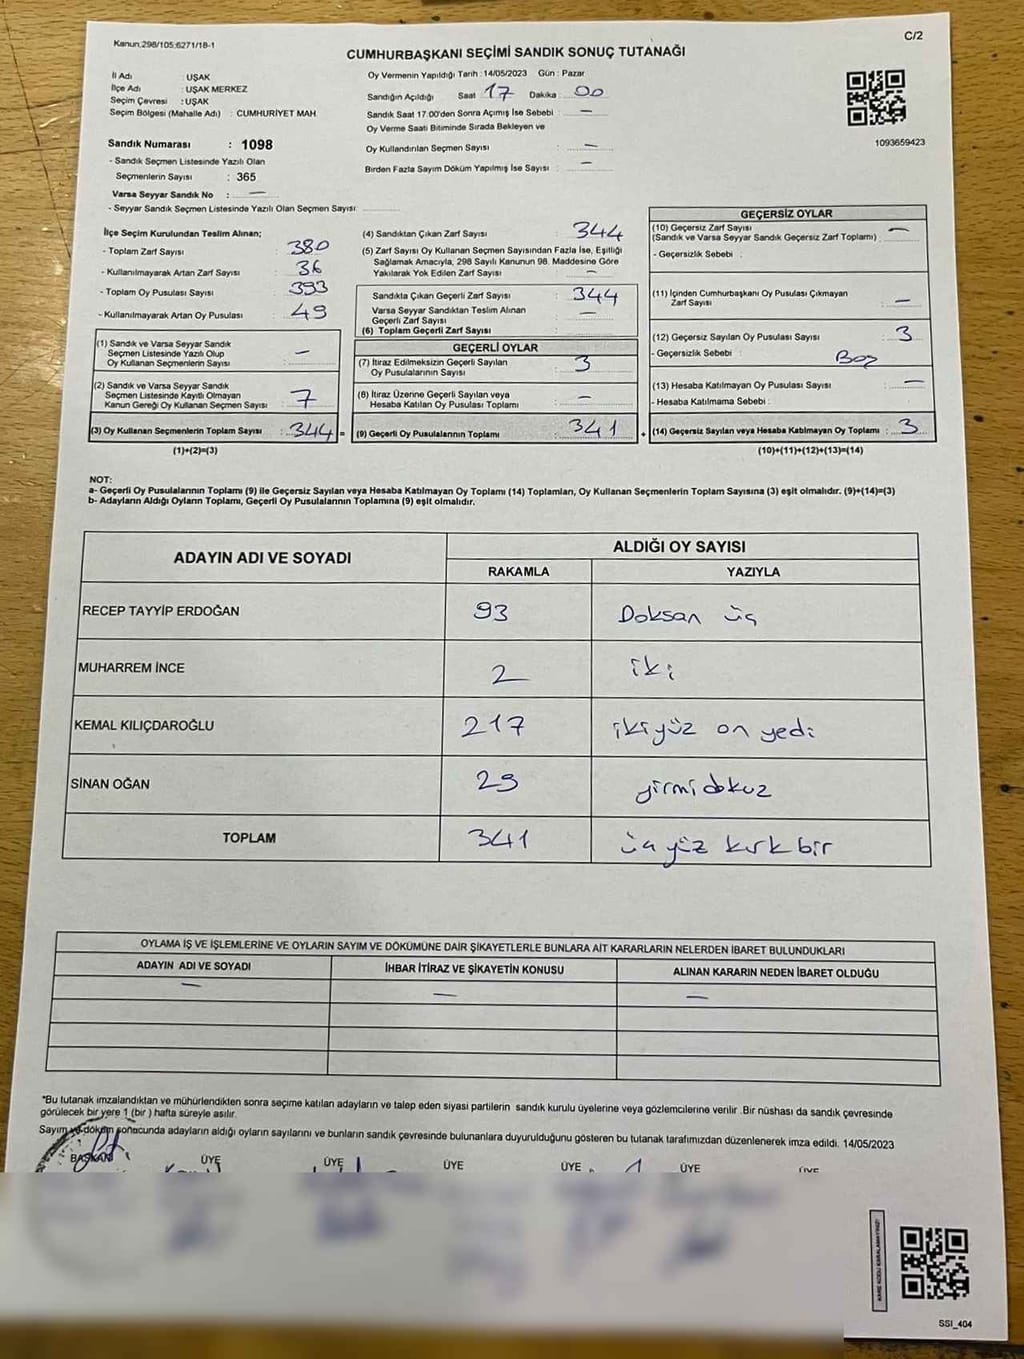 Kanun:298/105;6271/18-1
C/2
CUMHURBAŞKANI SEÇİMİ SANDIK SONUÇ TUTANAĞI
İl Adı : UŞAK
İlçe Adı : UŞAK MERKEZ
Seçim Çevresi : UŞAK
Seçim Bölgesi (Mahalle Adı) : CUMHURİYET MAH
Sandık Numarası : 1098
- Sandık Seçmen Listesinde Yazılı Olan
Seçmenlerin Sayısı : 365
Varsa Seyyar Sandık No : —
- Seyyar Sandık Seçmen Listesinde Yazılı Olan Seçmen Sayısı
Oy Vermenin Yapıldığı Tarih : 14/05/2023 Gün : Pazar
Sandığın Açıldığı Saat 17 Dakika 00
Sandık Saat 17.00'den Sonra Açımış İse Sebebi : —
Oy Verme Saati Bitiminde Sırada Bekleyen ve
Oy Kullandırılan Seçmen Sayısı : —
Birden Fazla Sayım Döküm Yapılmış İse Sayısı : —
1093659423
İlçe Seçim Kurulundan Teslim Alınan;
- Toplam Zarf Sayısı : 380
- Kullanılmayarak Artan Zarf Sayısı : 36
- Toplam Oy Pusulası Sayısı : 393
- Kullanılmayarak Artan Oy Pusulası : 49
(1) Sandık ve Varsa Seyyar Sandık
Seçmen Listesinde Yazılı Olup
Oy Kullanan Seçmenlerin Sayısı : —
(2) Sandık ve Varsa Seyyar Sandık
Seçmen Listesinde Kayıtlı Olmayan
Kanun Gereği Oy Kullanan Seçmen Sayısı : 7
(3) Oy Kullanan Seçmenlerin Toplam Sayısı : 344 =
(1)+(2)=(3)
(4) Sandıktan Çıkan Zarf Sayısı : 344
(5) Zarf Sayısı Oy Kullanan Seçmen Sayısından Fazla İse, Eşitliği
Sağlamak Amacıyla, 298 Sayılı Kanunun 98. Maddesine Göre
Yakılarak Yok Edilen Zarf Sayısı : —
Sandıkta Çıkan Geçerli Zarf Sayısı : 344
Varsa Seyyar Sandıktan Teslim Alınan
Geçerli Zarf Sayısı : —
(6) Toplam Geçerli Zarf Sayısı :
GEÇERLİ OYLAR
(7) İtiraz Edilmeksizin Geçerli Sayılan
Oy Pusulalarının Sayısı : 3
(8) İtiraz Üzerine Geçerli Sayılan veya
Hesaba Katılan Oy Pusulası Toplamı : —
(9) Geçerli Oy Pusulalarının Toplamı : 341 +
GEÇERSİZ OYLAR
(10) Geçersiz Zarf Sayısı : —
(Sandık ve Varsa Seyyar Sandık Geçersiz Zarf Toplamı)
- Geçersizlik Sebebi :
(11) İçinden Cumhurbaşkanı Oy Pusulası Çıkmayan
Zarf Sayısı : —
(12) Geçersiz Sayılan Oy Pusulası Sayısı : 3
- Geçersizlik Sebebi : Boş
(13) Hesaba Katılmayan Oy Pusulası Sayısı : —
- Hesaba Katılmama Sebebi :
(14) Geçersiz Sayılan veya Hesaba Katılmayan Oy Toplamı : 3
(10)+(11)+(12)+(13)=(14)
NOT:
a- Geçerli Oy Pusulalarının Toplamı (9) ile Geçersiz Sayılan veya Hesaba Katılmayan Oy Toplamı (14) Toplamları, Oy Kullanan Seçmenlerin Toplam Sayısına (3) eşit olmalıdır. (9)+(14)=(3)
b- Adayların Aldığı Oyların Toplamı, Geçerli Oy Pusulalarının Toplamına (9) eşit olmalıdır.
ADAYIN ADI VE SOYADI
ALDIĞI OY SAYISI
RAKAMLA YAZIYLA
RECEP TAYYİP ERDOĞAN 93 Doksan üç
MUHARREM İNCE 2 iki
KEMAL KILIÇDAROĞLU 217 ikiyüz on yedi
SİNAN OĞAN 29 yirmidokuz
TOPLAM 341 üçyüz kırkbir
OYLAMA İŞ VE İŞLEMLERİNE VE OYLARIN SAYIM VE DÖKÜMÜNE DAİR ŞİKAYETLERLE BUNLARA AİT KARARLARIN NELERDEN İBARET BULUNDUKLARI
ADAYIN ADI VE SOYADI İHBAR İTİRAZ VE ŞİKAYETİN KONUSU ALINAN KARARIN NEDEN İBARET OLDUĞU
— — —
*Bu tutanak imzalandıktan ve mühürlendikten sonra seçime katılan adayların ve talep eden siyasi partilerin sandık kurulu üyelerine veya gözlemcilerine verilir .Bir nüshası da sandık çevresinde
görülecek bir yere 1 (bir ) hafta süreyle asılır.
Sayım ve döküm sonucunda adayların aldığı oyların sayılarını ve bunların sandık çevresinde bulunanlara duyurulduğunu gösteren bu tutanak tarafımızdan düzenlenerek imza edildi. 14/05/2023
BAŞKAN ÜYE ÜYE ÜYE ÜYE ÜYE ÜYE
KARE KODU KARALAMAYINIZ!
SSI_404